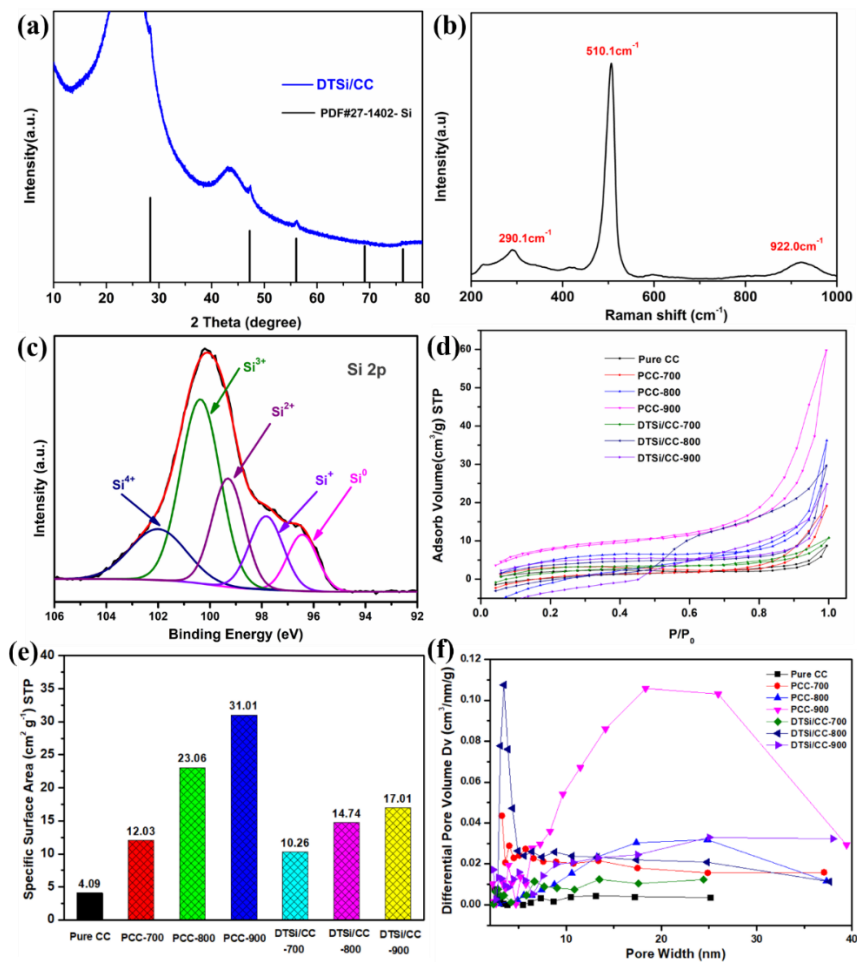 (a)
Intensity(a.u.)
DTSi/CC
PDF#27-1402- Si
10 20 30 40 50 60 70 80
2 Theta (degree)
(b)
Intensity(a.u)
510.1cm-1
290.1cm-1
922.0cm-1
200 400 600 800 1000
Raman shift (cm-1)
(c)
Si 2p
Intensity (a.u.)
Si3+
Si2+
Si4+
Si+
Si0
106 104 102 100 98 96 94 92
Binding Energy (eV)
(d)
Adsorb Volume(cm3/g) STP
60
50
40
30
20
10
0
Pure CC
PCC-700
PCC-800
PCC-900
DTSi/CC-700
DTSi/CC-800
DTSi/CC-900
0.0 0.2 0.4 0.6 0.8 1.0
P/P0
(e)
Specific Surface Area (cm2 g-1) STP
40
35
30
25
20
15
10
5
0
4.09
12.03
23.06
31.01
10.26
14.74
17.01
Pure CC PCC-700 PCC-800 PCC-900 DTSi/CC DTSi/CC DTSi/CC
-700 -800 -900
(f)
Differential Pore Volume Dv (cm3/nm/g)
0.12
0.10
0.08
0.06
0.04
0.02
0.00
Pure CC
PCC-700
PCC-800
PCC-900
DTSi/CC-700
DTSi/CC-800
DTSi/CC-900
10 20 30 40
Pore Width (nm)